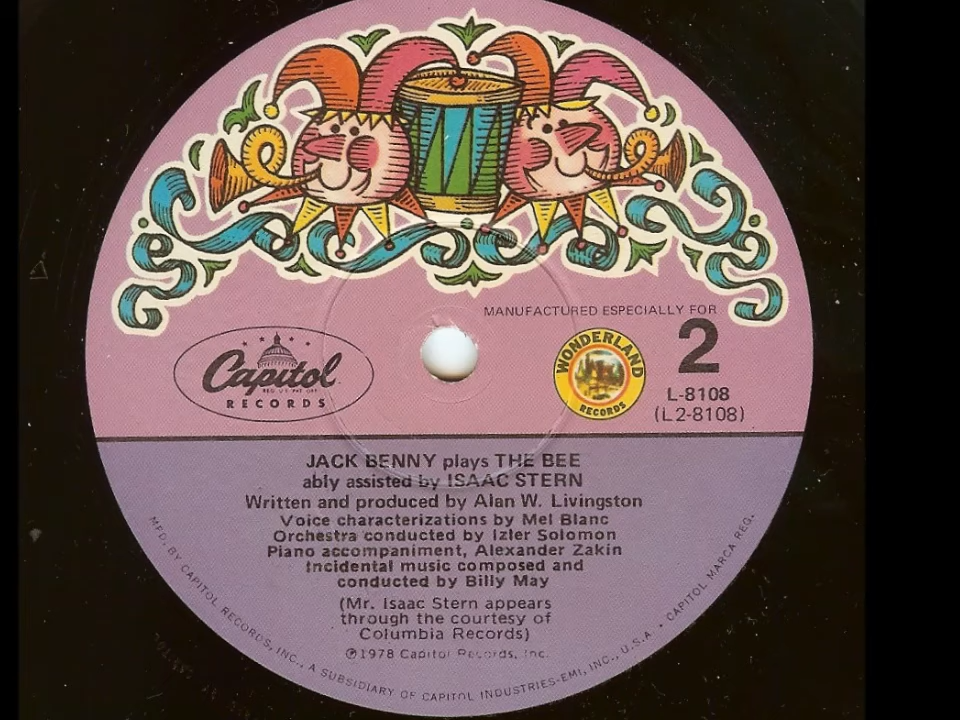 MANUFACTURED ESPECIALLY FOR
2
Capitol
REG. U.S. PAT. OFF.
RECORDS
WONDERLAND
RECORDS
L-8108
(L2-8108)
JACK BENNY plays THE BEE
ably assisted by ISAAC STERN
Written and produced by Alan W. Livingston
Voice characterizations by Mel Blanc
Orchestra conducted by Izler Solomon
Piano accompaniment, Alexander Zakin
Incidental music composed and
conducted by Billy May
(Mr. Isaac Stern appears
through the courtesy of
Columbia Records)
℗1978 Capitol Records, Inc.
MFD. BY CAPITOL RECORDS, INC., A SUBSIDIARY OF CAPITOL INDUSTRIES-EMI, INC., U.S.A. • CAPITOL MARCA REG.